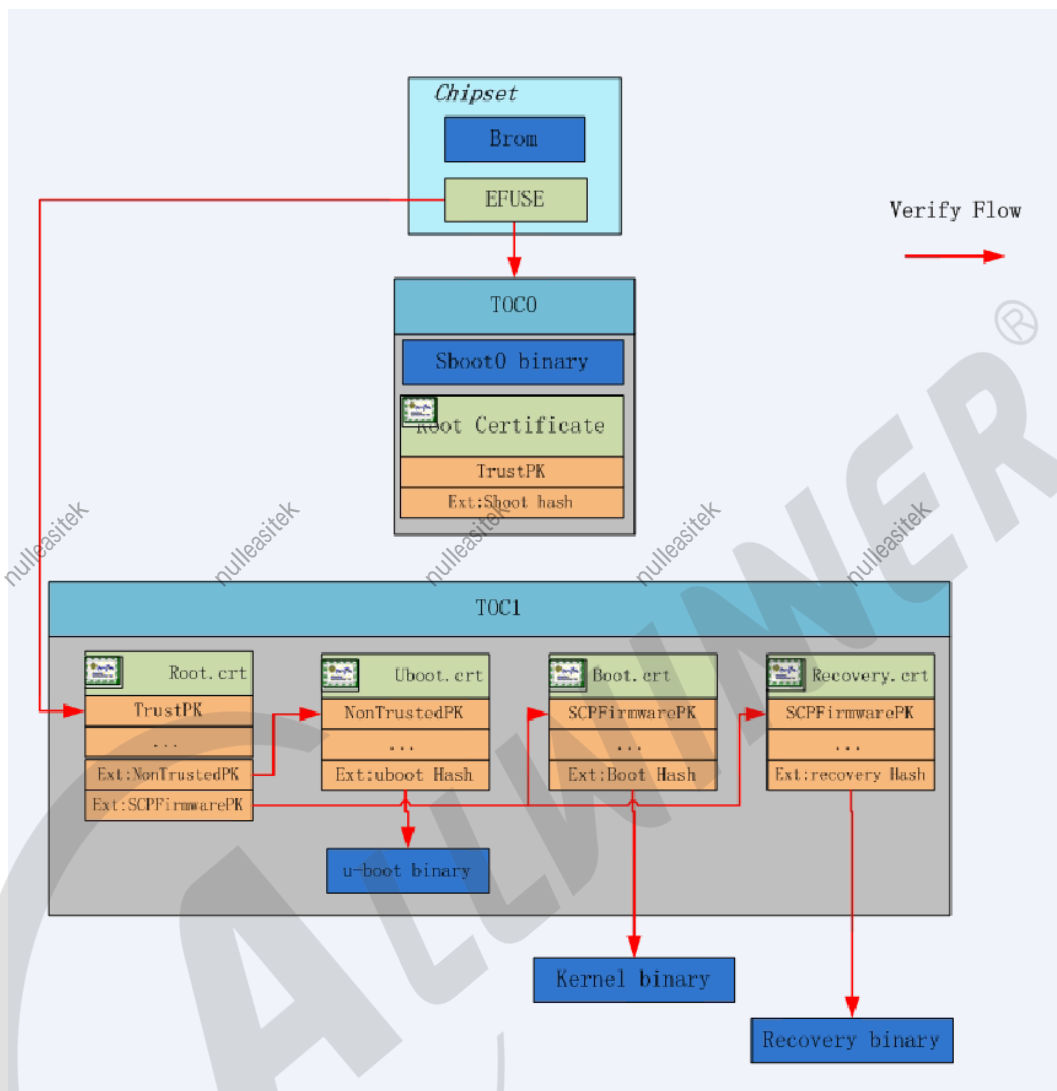 Chipset
Brom
EFUSE
Verify Flow
TOC0
Sboot0 binary
Root Certificate
TrustPK
Ext:Sboot hash
nulleasitek nulleasitek nulleasitek nulleasitek nulleasitek
ALLWINNER®
TOC1
Root.crt
TrustPK
...
Ext:NonTrustedPK
Ext:SCPFirmwarePK
Uboot.crt
NonTrustedPK
...
Ext:uboot Hash
Boot.crt
SCPFirmwarePK
...
Ext:Boot Hash
Recovery.crt
SCPFirmwarePK
...
Ext:recovery Hash
u-boot binary
Kernel binary
Recovery binary